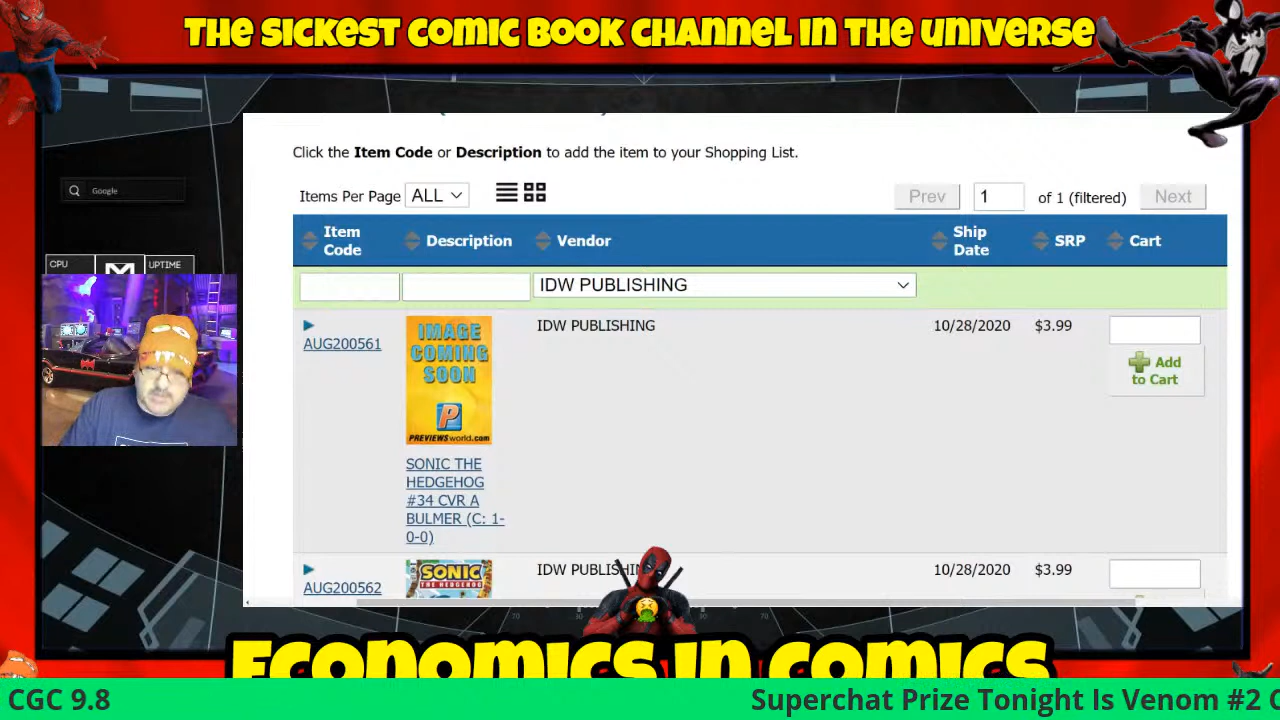 THE SICKEST COMIC BOOK CHANNEL IN THE UNIVERSE
Click the Item Code or Description to add the item to your Shopping List.
Google
Items Per Page ALL
Prev 1 of 1 (filtered) Next
Item Code Description Vendor Ship Date SRP Cart
IDW PUBLISHING
CPU
UPTIME
AUG200561
IMAGE
COMING
SOON
P
PREVIEWSworld.com
IDW PUBLISHING 10/28/2020 $3.99
Add
to Cart
SONIC THE
HEDGEHOG
#34 CVR A
BULMER (C: 1-
0-0)
AUG200562
SONIC
THE HEDGEHOG
IDW 10/28/2020 $3.99
ECONOMICS IN COMICS
CGC 9.8 Superchat Prize Tonight Is Venom #2